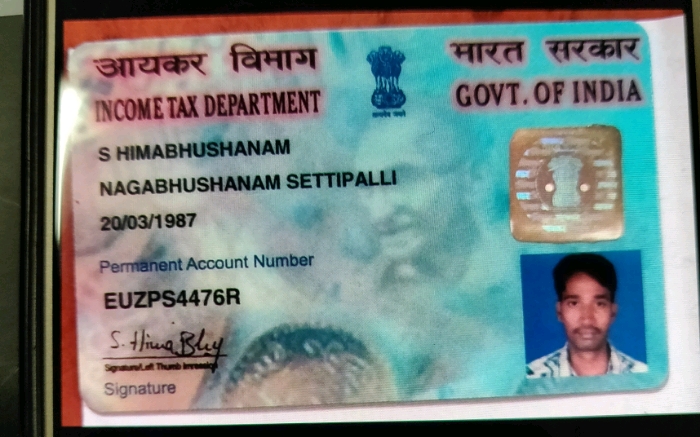 आयकर विभाग
भारत सरकार
INCOME TAX DEPARTMENT
GOVT. OF INDIA
S HIMABHUSHANAM
NAGABHUSHANAM SETTIPALLI
20/03/1987
Permanent Account Number
EUZPS4476R
S. Hima Bhu
Signature/Left Thumb Impression
Signature
सत्यमेव जयते